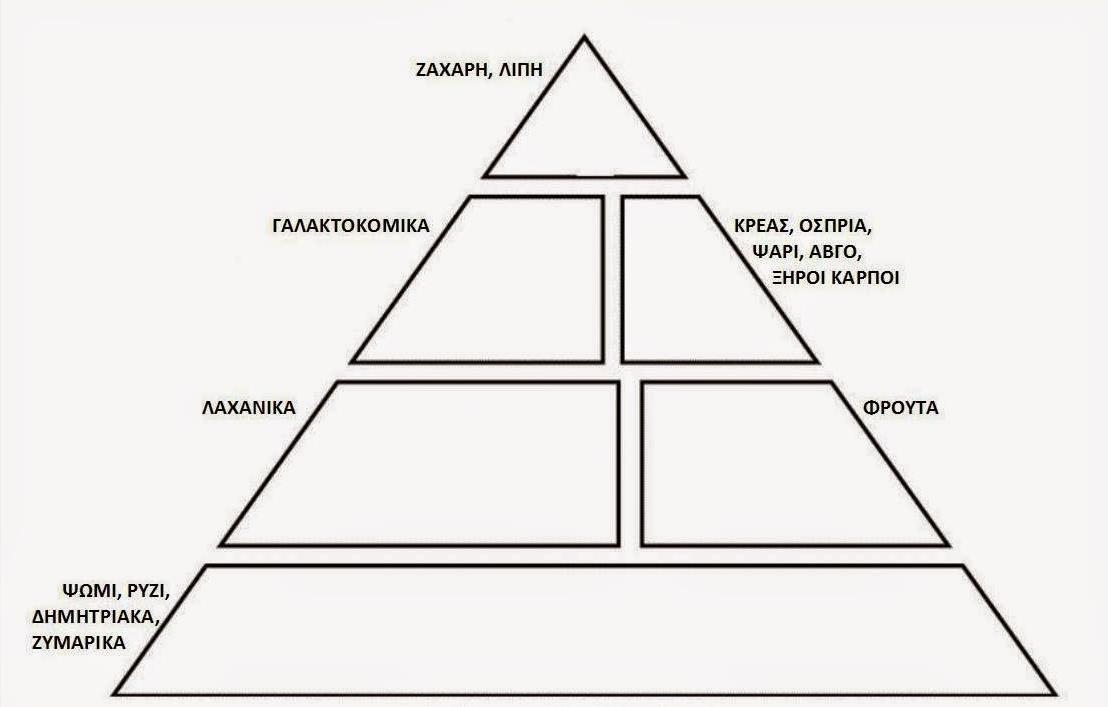 ΖΑΧΑΡΗ, ΛΙΠΗ
ΓΑΛΑΚΤΟΚΟΜΙΚΑ
ΚΡΕΑΣ, ΟΣΠΡΙΑ,
ΨΑΡΙ, ΑΒΓΟ,
ΞΗΡΟΙ ΚΑΡΠΟΙ
ΛΑΧΑΝΙΚΑ
ΦΡΟΥΤΑ
ΨΩΜΙ, ΡΥΖΙ,
ΔΗΜΗΤΡΙΑΚΑ,
ΖΥΜΑΡΙΚΑ